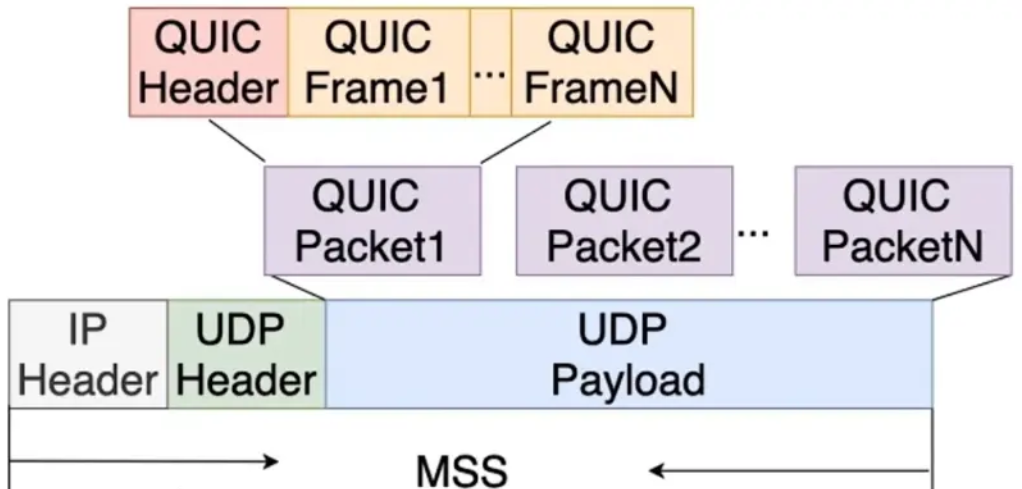 QUIC Header
QUIC Frame1
...
QUIC FrameN
QUIC Packet1
QUIC Packet2
...
QUIC PacketN
IP Header
UDP Header
UDP Payload
MSS